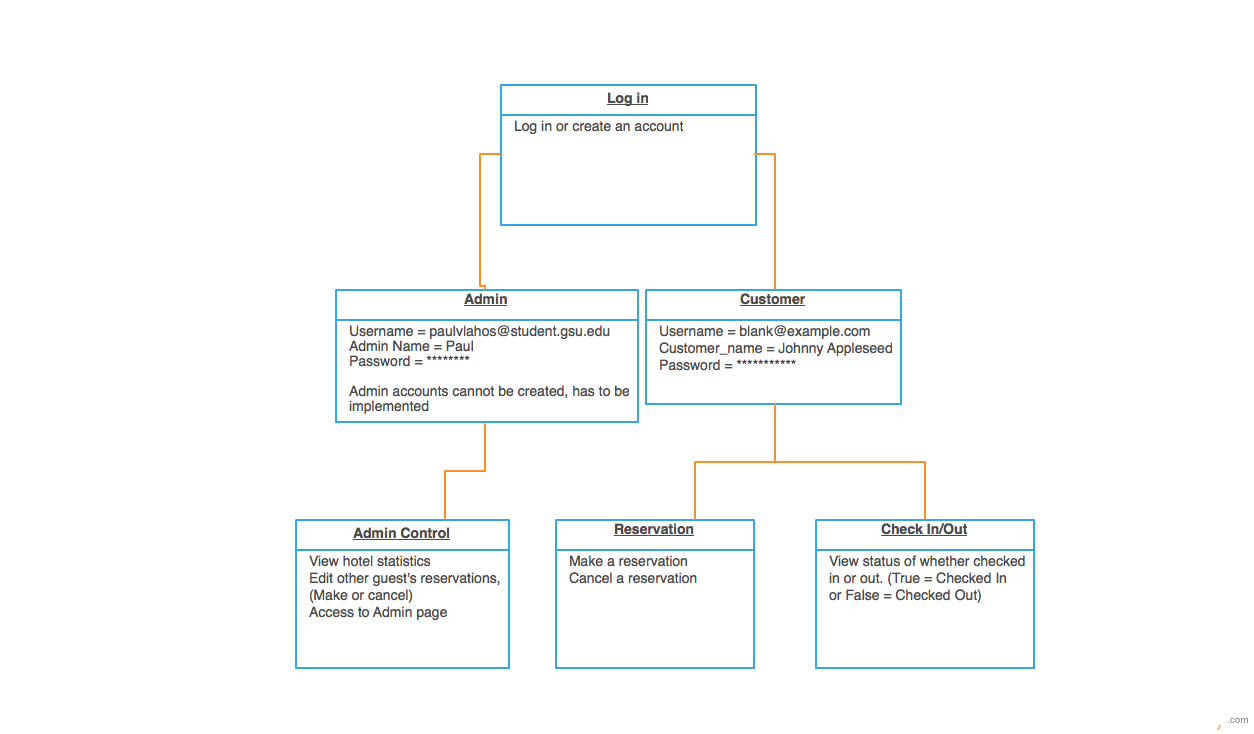 Log in
Log in or create an account
Admin
Username = paulvlahos@student.gsu.edu
Admin Name = Paul
Password = ********
Admin accounts cannot be created, has to be
implemented
Customer
Username = blank@example.com
Customer_name = Johnny Appleseed
Password = ***********
Admin Control
View hotel statistics
Edit other guest's reservations,
(Make or cancel)
Access to Admin page
Reservation
Make a reservation
Cancel a reservation
Check In/Out
View status of whether checked
in or out. (True = Checked In
or False = Checked Out)
.com